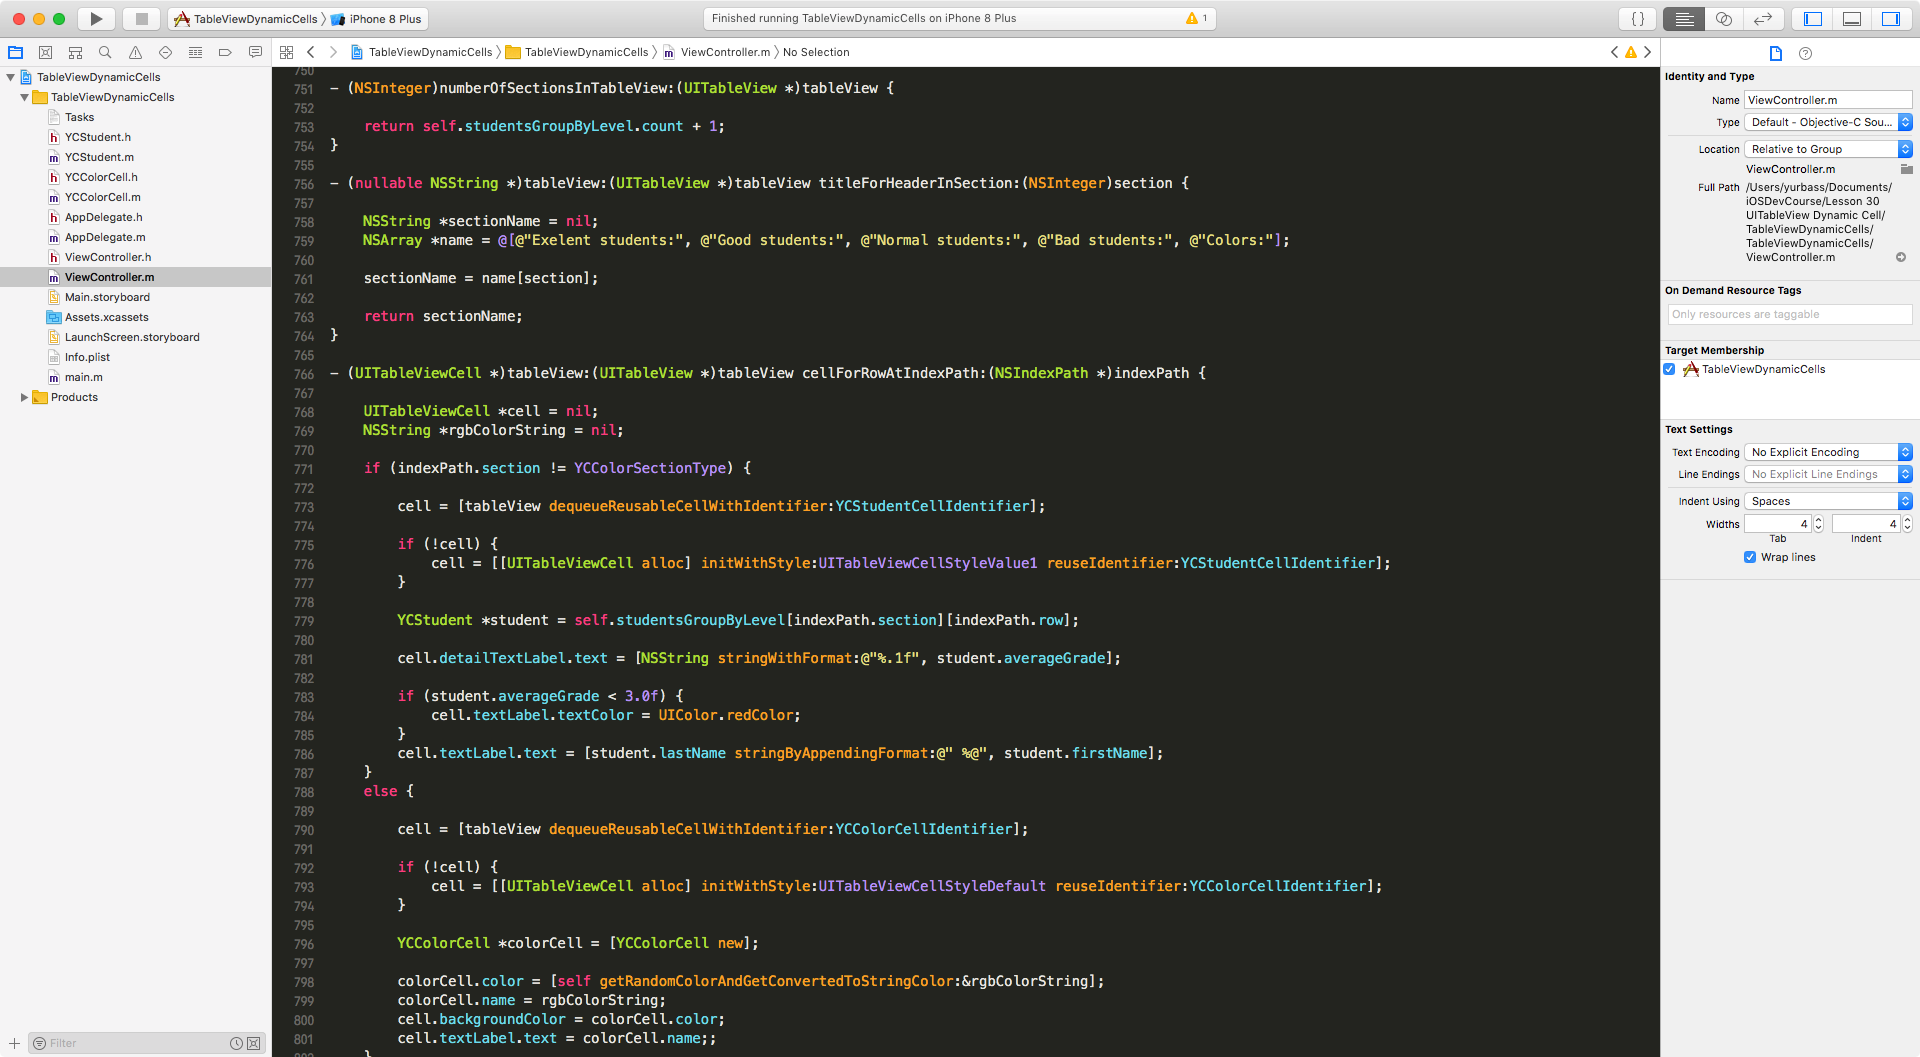 TableViewDynamicCells iPhone 8 Plus
Finished running TableViewDynamicCells on iPhone 8 Plus
1
{ }
TableViewDynamicCells TableViewDynamicCells ViewController.m No Selection
TableViewDynamicCells
TableViewDynamicCells
Tasks
YCStudent.h
YCStudent.m
YCColorCell.h
YCColorCell.m
AppDelegate.h
AppDelegate.m
ViewController.h
ViewController.m
Main.storyboard
Assets.xcassets
LaunchScreen.storyboard
Info.plist
main.m
Products
Filter
750
751 - (NSInteger)numberOfSectionsInTableView:(UITableView *)tableView {
752
753 return self.studentsGroupByLevel.count + 1;
754 }
755
756 - (nullable NSString *)tableView:(UITableView *)tableView titleForHeaderInSection:(NSInteger)section {
757
758 NSString *sectionName = nil;
759 NSArray *name = @[@"Exelent students:", @"Good students:", @"Normal students:", @"Bad students:", @"Colors:"];
760
761 sectionName = name[section];
762
763 return sectionName;
764 }
765
766 - (UITableViewCell *)tableView:(UITableView *)tableView cellForRowAtIndexPath:(NSIndexPath *)indexPath {
767
768 UITableViewCell *cell = nil;
769 NSString *rgbColorString = nil;
770
771 if (indexPath.section != YCColorSectionType) {
772
773 cell = [tableView dequeueReusableCellWithIdentifier:YCStudentCellIdentifier];
774
775 if (!cell) {
776 cell = [[UITableViewCell alloc] initWithStyle:UITableViewCellStyleValue1 reuseIdentifier:YCStudentCellIdentifier];
777 }
778
779 YCStudent *student = self.studentsGroupByLevel[indexPath.section][indexPath.row];
780
781 cell.detailTextLabel.text = [NSString stringWithFormat:@"%.1f", student.averageGrade];
782
783 if (student.averageGrade < 3.0f) {
784 cell.textLabel.textColor = UIColor.redColor;
785 }
786 cell.textLabel.text = [student.lastName stringByAppendingFormat:@" %@", student.firstName];
787 }
788 else {
789
790 cell = [tableView dequeueReusableCellWithIdentifier:YCColorCellIdentifier];
791
792 if (!cell) {
793 cell = [[UITableViewCell alloc] initWithStyle:UITableViewCellStyleDefault reuseIdentifier:YCColorCellIdentifier];
794 }
795
796 YCColorCell *colorCell = [YCColorCell new];
797
798 colorCell.color = [self getRandomColorAndGetConvertedToStringColor:&rgbColorString];
799 colorCell.name = rgbColorString;
800 cell.backgroundColor = colorCell.color;
801 cell.textLabel.text = colorCell.name;;
802 }
Identity and Type
Name ViewController.m
Type Default - Objective-C Sou...
Location Relative to Group
ViewController.m
Full Path /Users/yurbass/Documents/
iOSDevCourse/Lesson 30
UITableView Dynamic Cell/
TableViewDynamicCells/
TableViewDynamicCells/
ViewController.m
On Demand Resource Tags
Only resources are taggable
Target Membership
TableViewDynamicCells
Text Settings
Text Encoding No Explicit Encoding
Line Endings No Explicit Line Endings
Indent Using Spaces
Widths 4 4
Tab Indent
Wrap lines